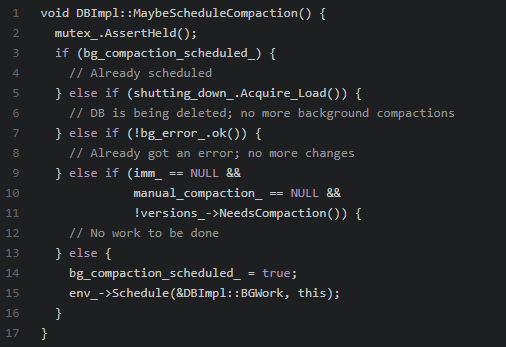 1 void DBImpl::MaybeScheduleCompaction() {
2   mutex_.AssertHeld();
3   if (bg_compaction_scheduled_) {
4     // Already scheduled
5   } else if (shutting_down_.Acquire_Load()) {
6     // DB is being deleted; no more background compactions
7   } else if (!bg_error_.ok()) {
8     // Already got an error; no more changes
9   } else if (imm_ == NULL &&
10              manual_compaction_ == NULL &&
11              !versions_->NeedsCompaction()) {
12     // No work to be done
13   } else {
14     bg_compaction_scheduled_ = true;
15     env_->Schedule(&DBImpl::BGWork, this);
16   }
17 }